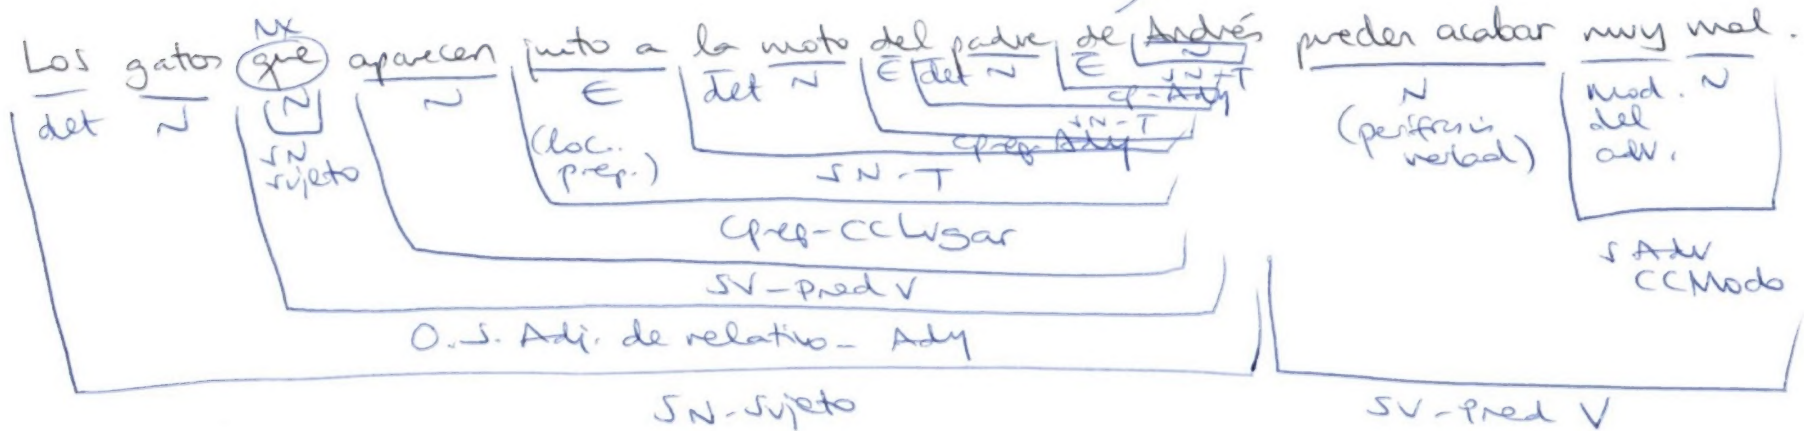 NX
Los gatos que aparecen junto a la moto del padre de Andrés pueden acabar muy mal.
det N N N E det N E det N E N N mod. N
SN-T
CP-Ady
(loc. SN-T (perífrasis del
prep.) Cprep-Ady verbal) adv.
SN
sujeto SN-T
Cprep-CCLugar
SAdv
CCModo
SV-pred V
O.S. Adj. de relativo - Ady
SN-Sujeto SV-pred V